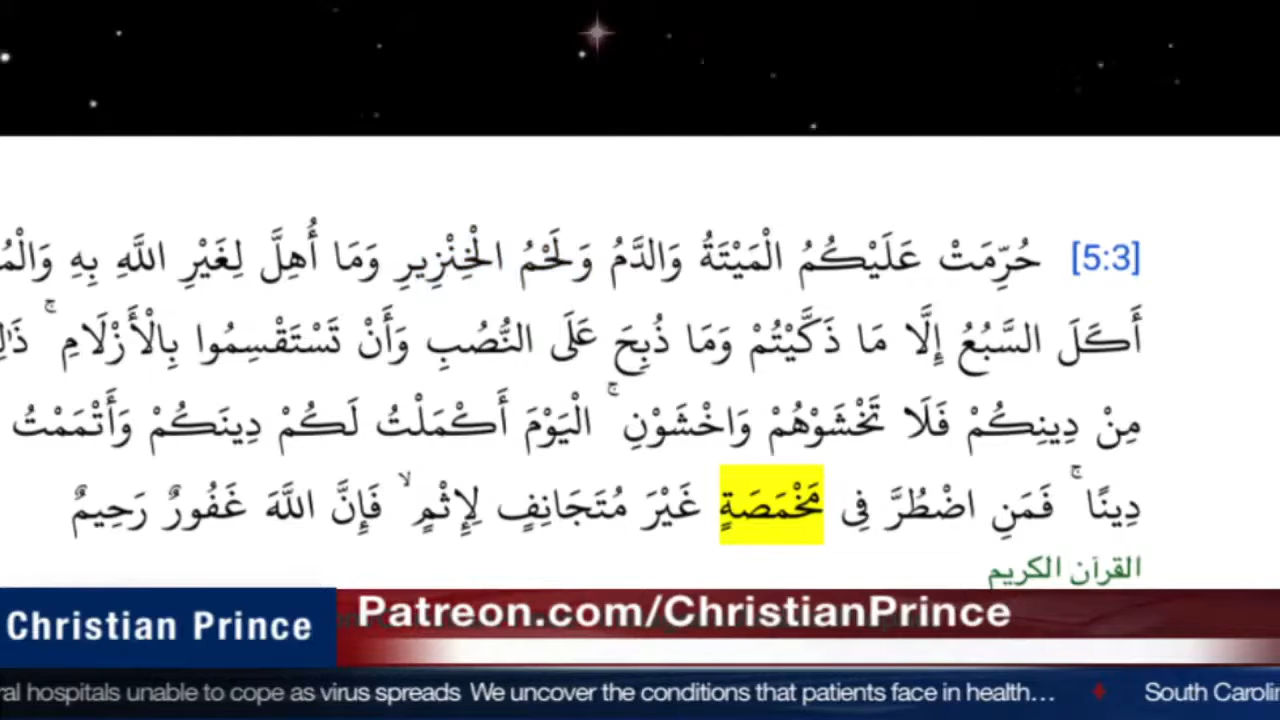 [5:3] حُرِّمَتْ عَلَيْكُمُ الْمَيْتَةُ وَالدَّمُ وَلَحْمُ الْخِنْزِيرِ وَمَا أُهِلَّ لِغَيْرِ اللَّهِ بِهِ
أَكَلَ السَّبُعُ إِلَّا مَا ذَكَّيْتُمْ وَمَا ذُبِحَ عَلَى النُّصُبِ وَأَنْ تَسْتَقْسِمُوا بِالْأَزْلَامِ ۚ
مِنْ دِينِكُمْ فَلَا تَخْشَوْهُمْ وَاخْشَوْنِ ۚ الْيَوْمَ أَكْمَلْتُ لَكُمْ دِينَكُمْ وَأَتْمَمْتُ
دِينًا ۚ فَمَنِ اضْطُرَّ فِى مَخْمَصَةٍ غَيْرَ مُتَجَانِفٍ لِإِثْمٍ ۙ فَإِنَّ اللَّهَ غَفُورٌ رَحِيمٌ
القرآن الكريم
Christian Prince
Patreon.com/ChristianPrince
ral hospitals unable to cope as virus spreads We uncover the conditions that patients face in health… South Carolin